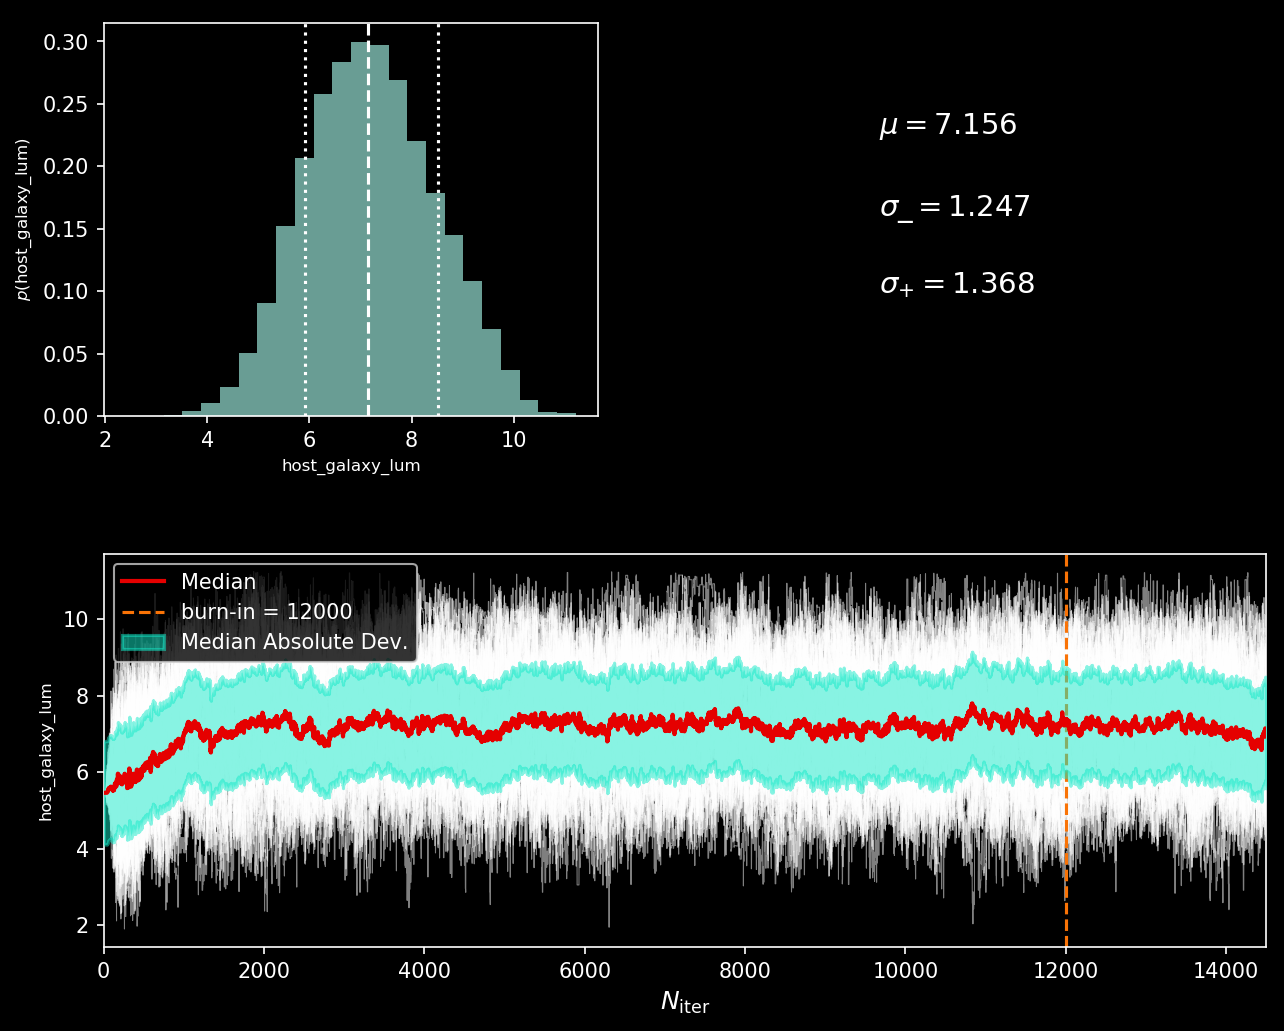 0.30
0.25
0.20
0.15
0.10
0.05
0.00
p(host_galaxy_lum)
2 4 6 8 10
host_galaxy_lum
μ = 7.156
σ₋ = 1.247
σ₊ = 1.368
Median
burn-in = 12000
Median Absolute Dev.
10
8
6
4
2
host_galaxy_lum
0 2000 4000 6000 8000 10000 12000 14000
N_iter